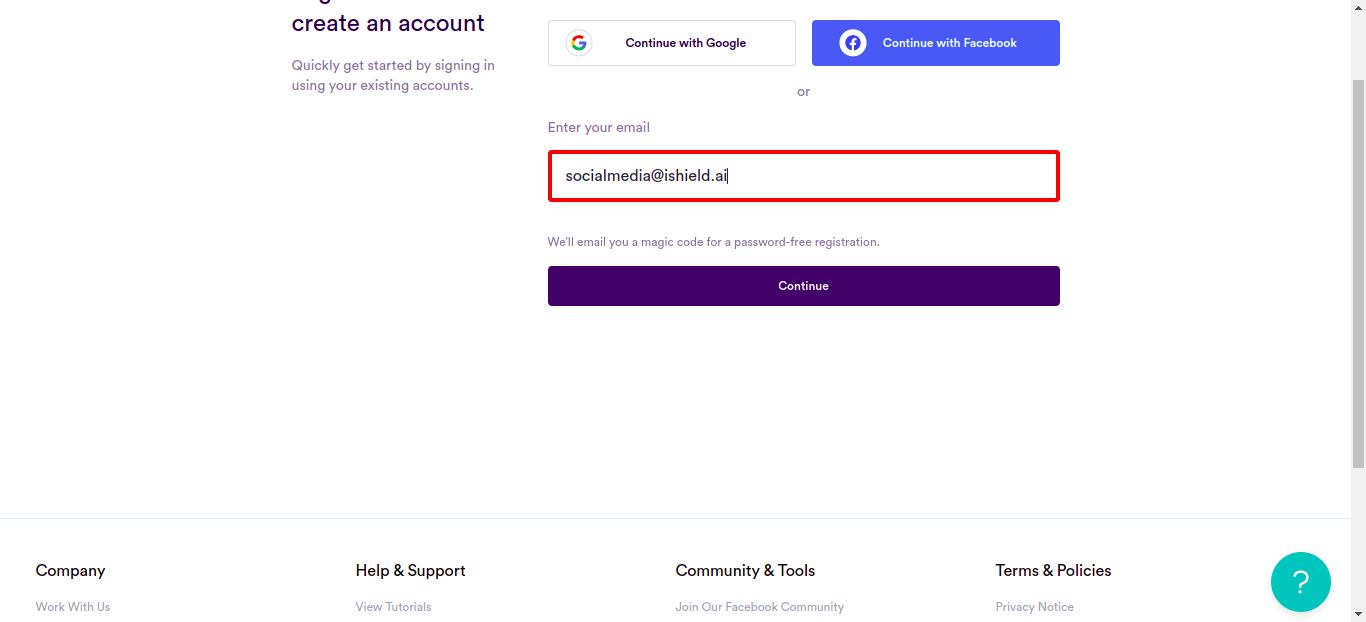 create an account
Quickly get started by signing in
using your existing accounts.
Continue with Google
Continue with Facebook
or
Enter your email
socialmedia@ishield.ai
We'll email you a magic code for a password-free registration.
Continue
Company
Help & Support
Community & Tools
Terms & Policies
Work With Us
View Tutorials
Join Our Facebook Community
Privacy Notice
?